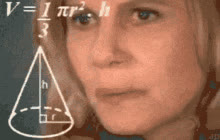 V = 1/3 πr² · h
h
r